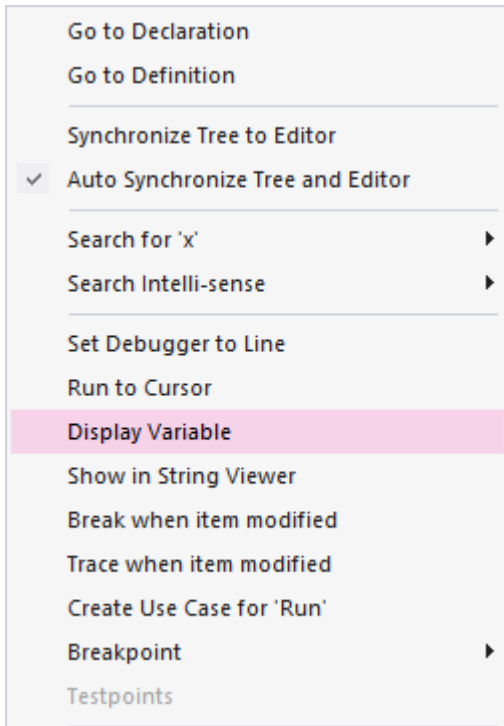 Go to Declaration
Go to Definition
Synchronize Tree to Editor
Auto Synchronize Tree and Editor
Search for 'x'
Search Intelli-sense
Set Debugger to Line
Run to Cursor
Display Variable
Show in String Viewer
Break when item modified
Trace when item modified
Create Use Case for 'Run'
Breakpoint
Testpoints